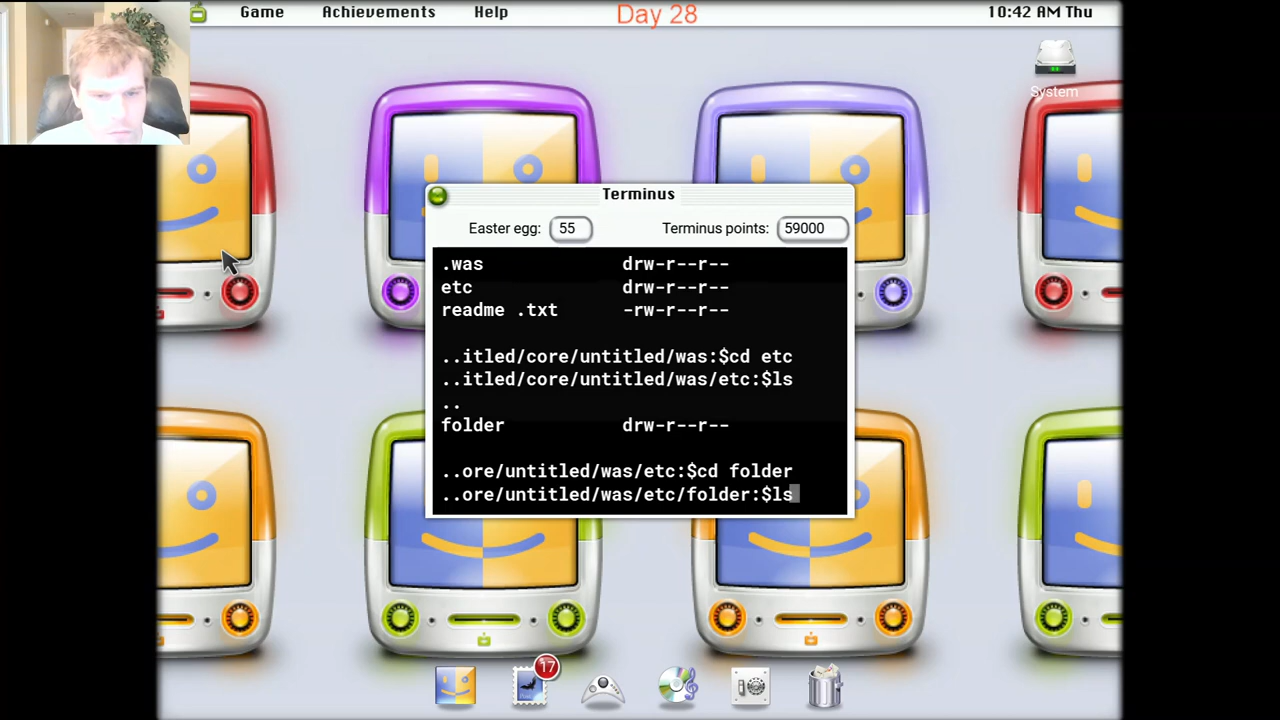 Game Achievements Help Day 28 10:42 AM Thu
System
Terminus
Easter egg: 55 Terminus points: 59000
.was drw-r--r--
etc drw-r--r--
readme .txt -rw-r--r--
..itled/core/untitled/was:$cd etc
..itled/core/untitled/was/etc:$ls
..
folder drw-r--r--
..ore/untitled/was/etc:$cd folder
..ore/untitled/was/etc/folder:$ls
17